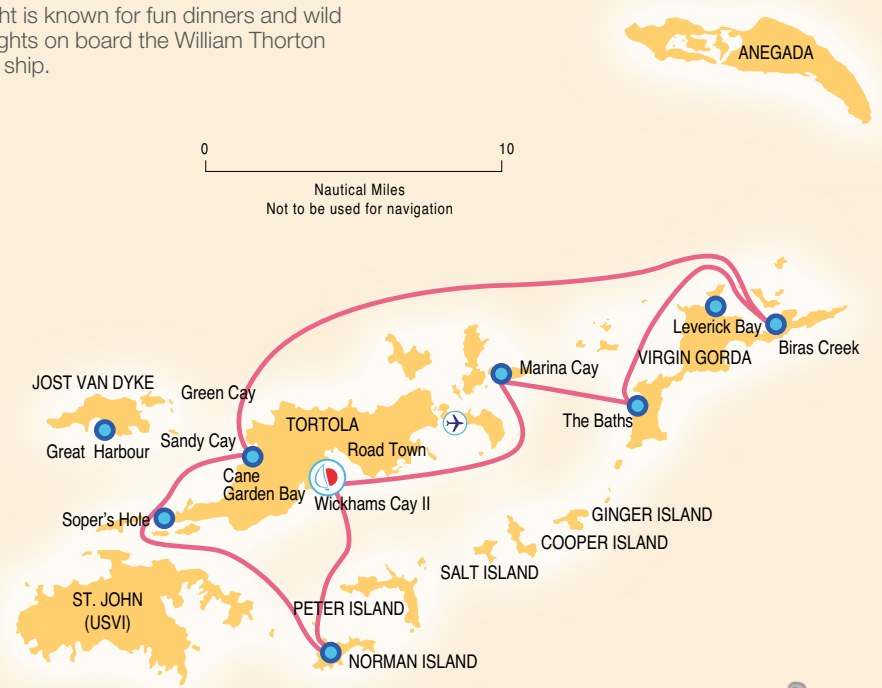 ht is known for fun dinners and wild
ghts on board the William Thorton
ship.
ANEGADA
0 10
Nautical Miles
Not to be used for navigation
Leverick Bay
Biras Creek
Marina Cay
VIRGIN GORDA
JOST VAN DYKE
Green Cay
The Baths
TORTOLA
Sandy Cay
Road Town
Great Harbour
Cane
Garden Bay
Wickhams Cay II
Soper's Hole
GINGER ISLAND
COOPER ISLAND
SALT ISLAND
ST. JOHN
(USVI)
PETER ISLAND
NORMAN ISLAND